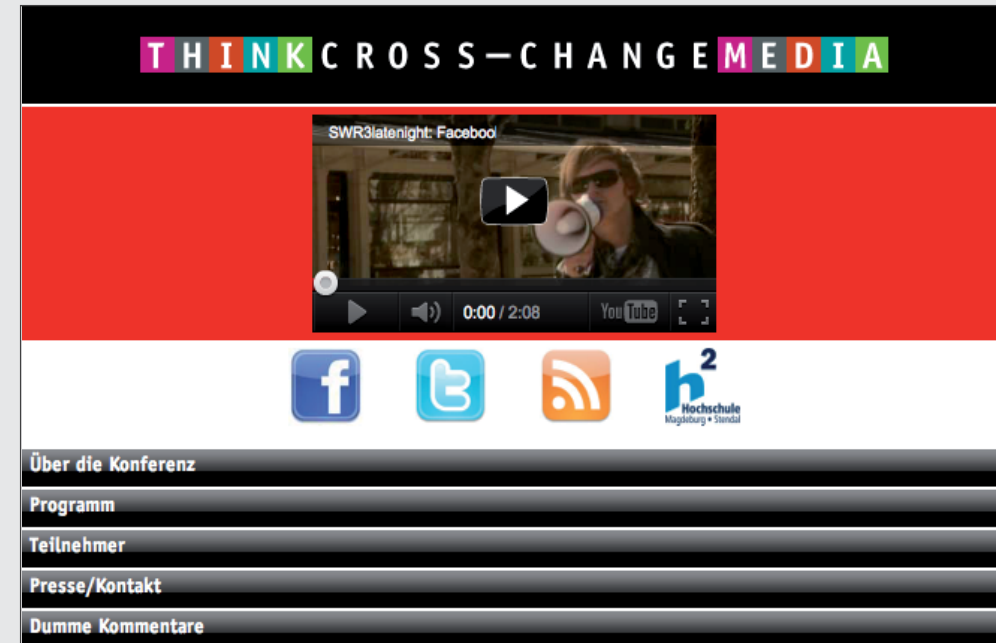 THINKCROSS—CHANGEMEDIA
SWR3latenight: Facebool
0:00 / 2:08
YouTube
f
t
h2
Hochschule
Magdeburg • Stendal
Über die Konferenz
Programm
Teilnehmer
Presse/Kontakt
Dumme Kommentare